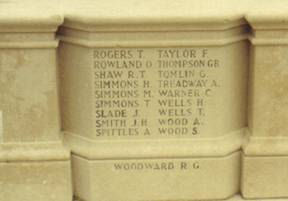 ROGERS T. TAYLOR F.
ROWLAND O. THOMPSON G.B
SHAW R.T. TOMLIN G.
SIMMONS H. TREADWAY A.
SIMMONS M. WARNER C.
SIMMONS T. WELLS H.
SLADE J. WELLS T.
SMITH J.H. WOOD A.
SPITTLES A. WOOD S.
WOODWARD R.G.